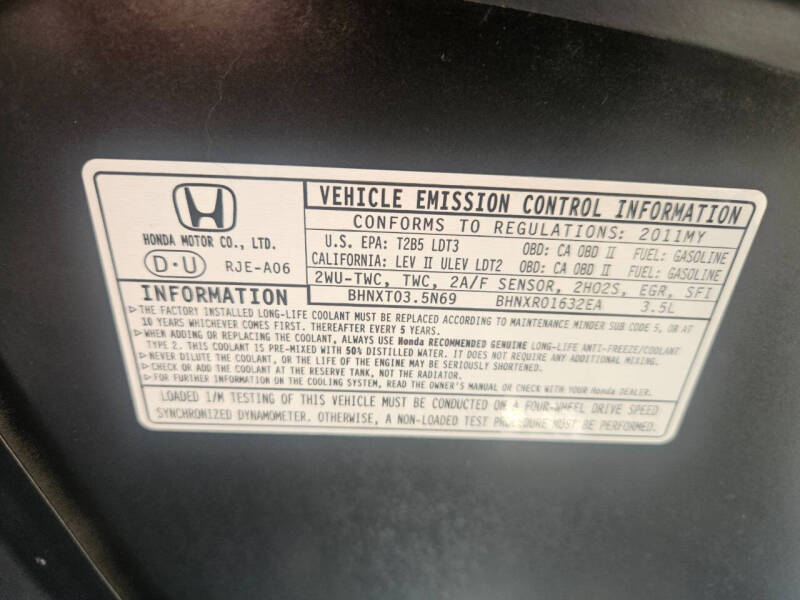 VEHICLE EMISSION CONTROL INFORMATION
CONFORMS TO REGULATIONS: 2011MY
HONDA MOTOR CO., LTD.
U.S. EPA: T2B5 LDT3 OBD: CA OBD II FUEL: GASOLINE
CALIFORNIA: LEV II ULEV LDT2 OBD: CA OBD II FUEL: GASOLINE
D·U RJE-A06
2WU-TWC, TWC, 2A/F SENSOR, 2HO2S, EGR, SFI
INFORMATION
BHNXT03.5N69 BHNXR01632EA 3.5L
▷THE FACTORY INSTALLED LONG-LIFE COOLANT MUST BE REPLACED ACCORDING TO MAINTENANCE MINDER SUB CODE 5, OR AT
10 YEARS WHICHEVER COMES FIRST. THEREAFTER EVERY 5 YEARS.
▷WHEN ADDING OR REPLACING THE COOLANT, ALWAYS USE Honda RECOMMENDED GENUINE LONG-LIFE ANTI-FREEZE/COOLANT
TYPE 2. THIS COOLANT IS PRE-MIXED WITH 50% DISTILLED WATER. IT DOES NOT REQUIRE ANY ADDITIONAL MIXING.
▷NEVER DILUTE THE COOLANT, OR THE LIFE OF THE ENGINE MAY BE SERIOUSLY SHORTENED.
▷CHECK OR ADD THE COOLANT AT THE RESERVE TANK, NOT THE RADIATOR.
▷FOR FURTHER INFORMATION ON THE COOLING SYSTEM, READ THE OWNER'S MANUAL OR CHECK WITH YOUR Honda DEALER.
LOADED I/M TESTING OF THIS VEHICLE MUST BE CONDUCTED ON A FOUR-WHEEL DRIVE SPEED
SYNCHRONIZED DYNAMOMETER. OTHERWISE, A NON-LOADED TEST PROCEDURE MUST BE PERFORMED.